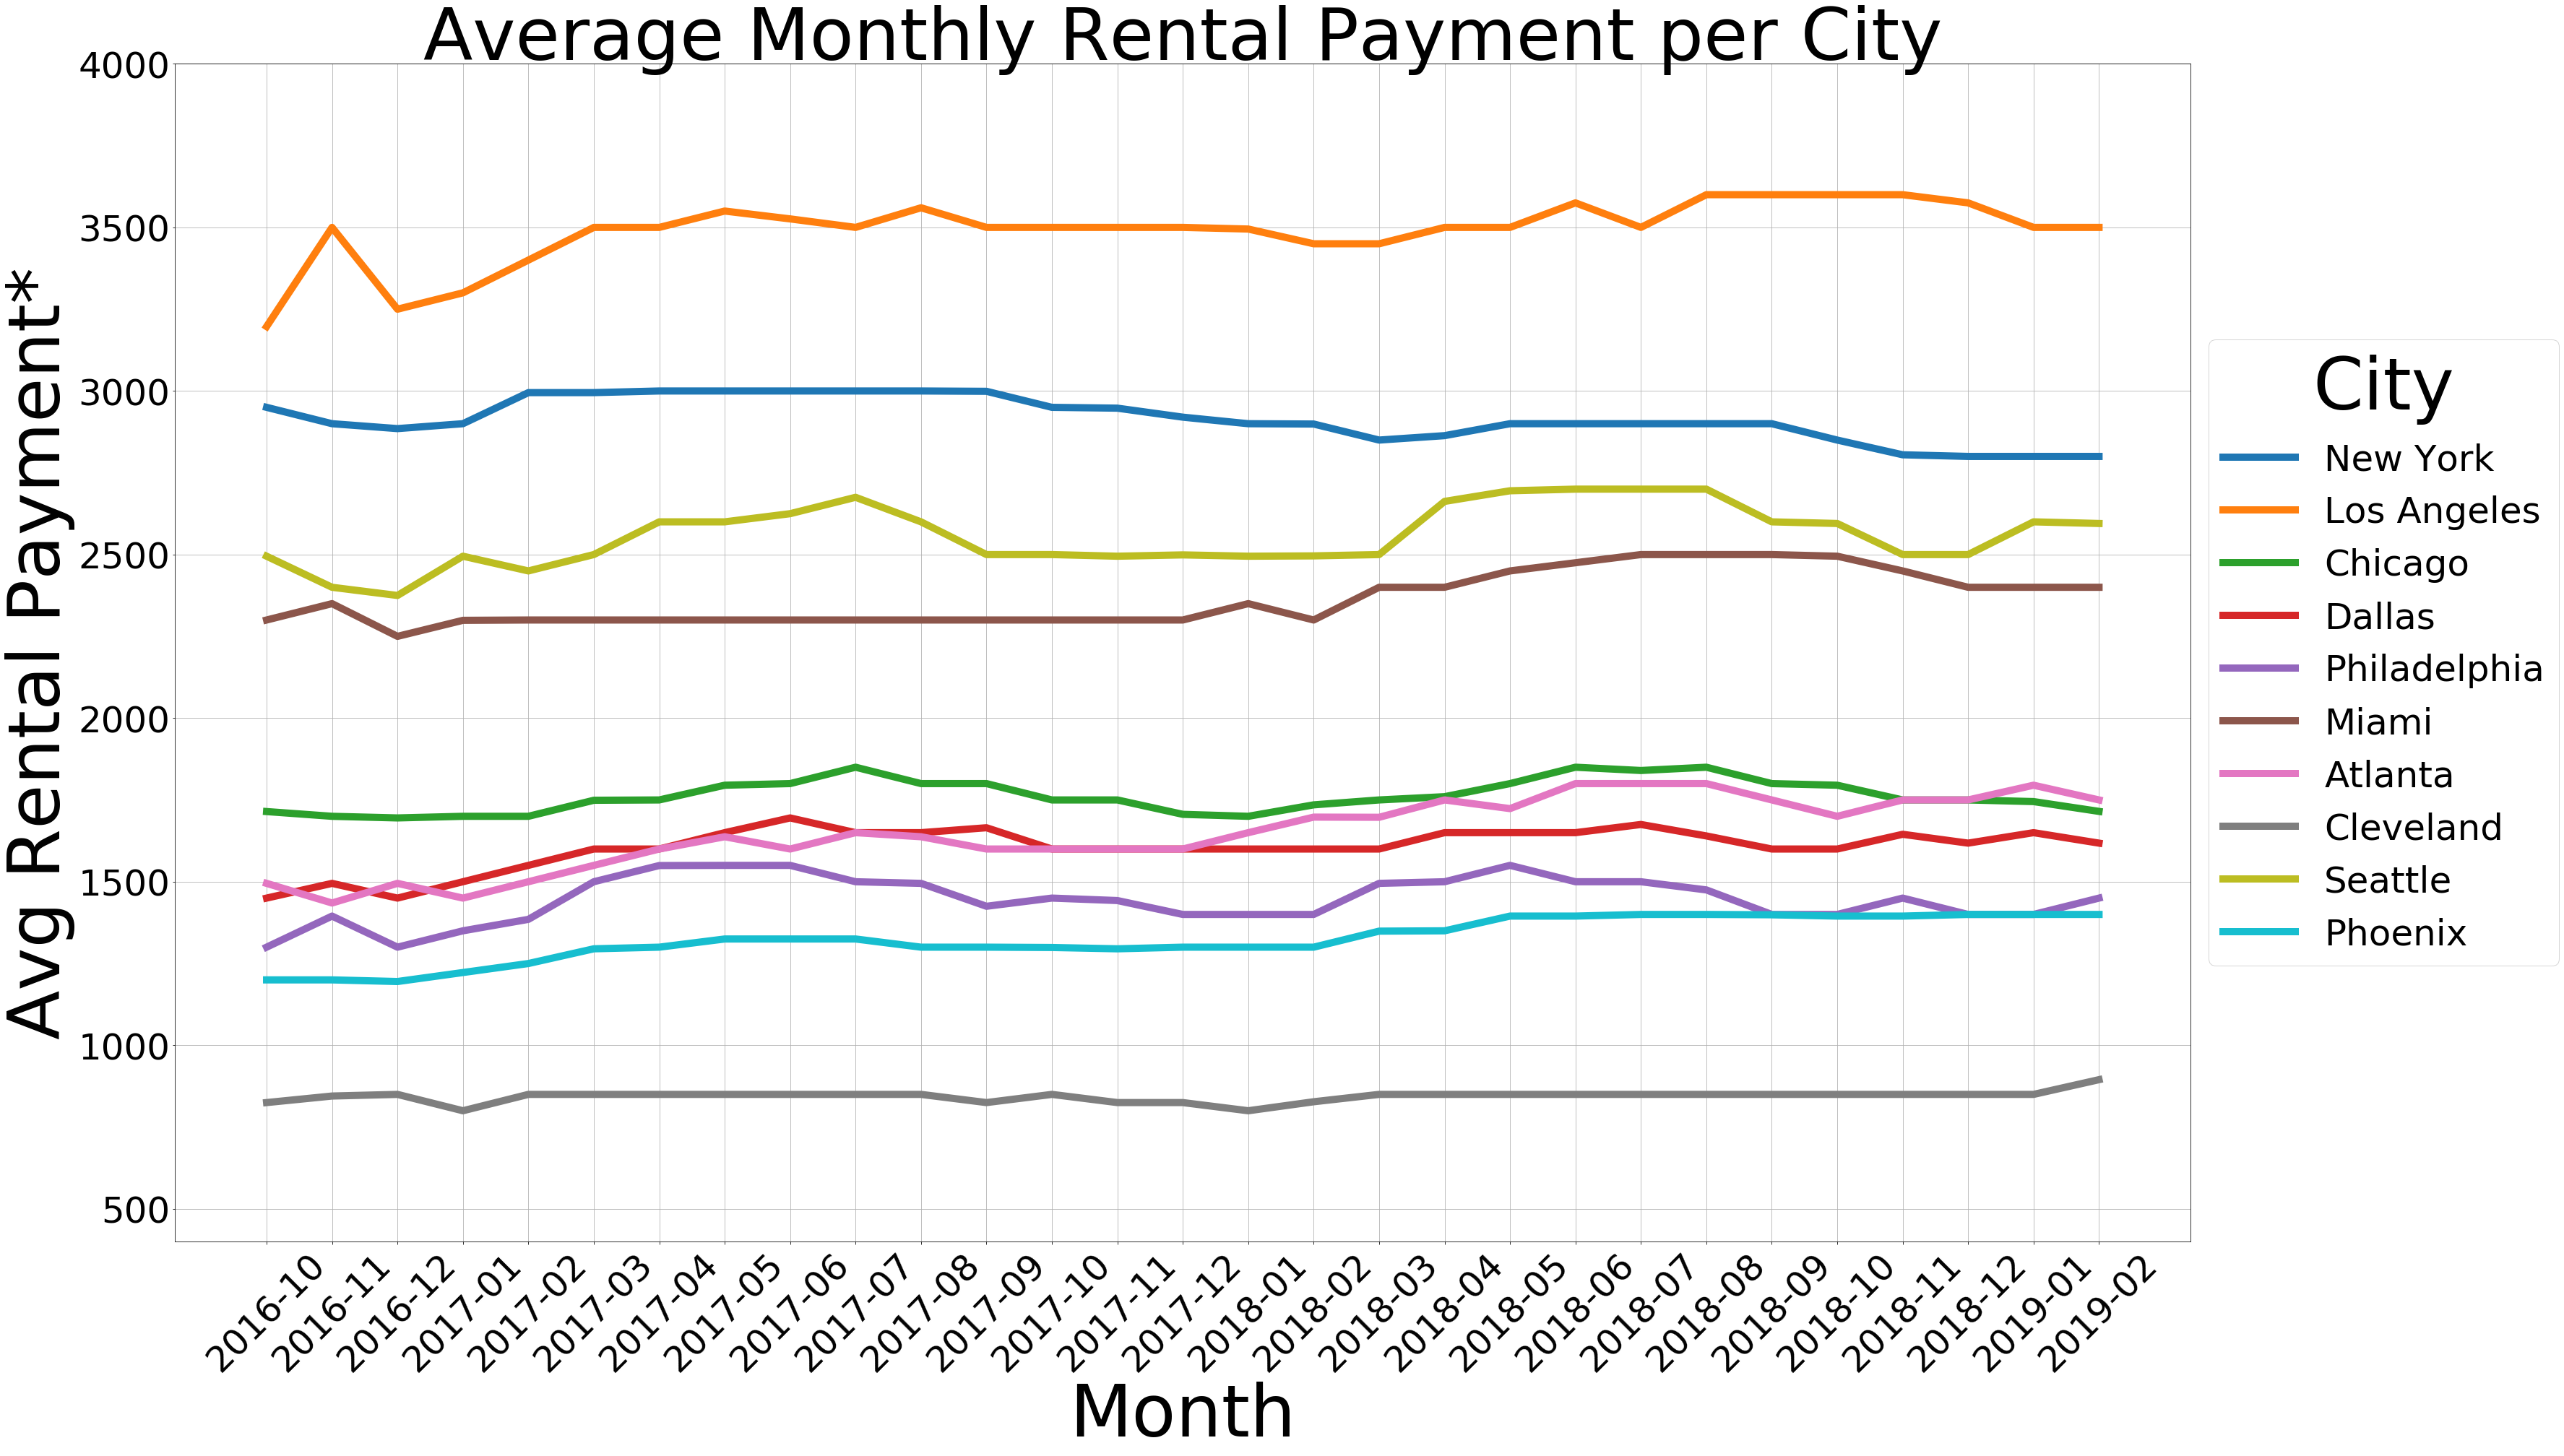 Average Monthly Rental Payment per City
Avg Rental Payment*
4000
3500
3000
2500
2000
1500
1000
500
2016-10
2016-11
2016-12
2017-01
2017-02
2017-03
2017-04
2017-05
2017-06
2017-07
2017-08
2017-09
2017-10
2017-11
2017-12
2018-01
2018-02
2018-03
2018-04
2018-05
2018-06
2018-07
2018-08
2018-09
2018-10
2018-11
2018-12
2019-01
2019-02
Month
City
New York
Los Angeles
Chicago
Dallas
Philadelphia
Miami
Atlanta
Cleveland
Seattle
Phoenix